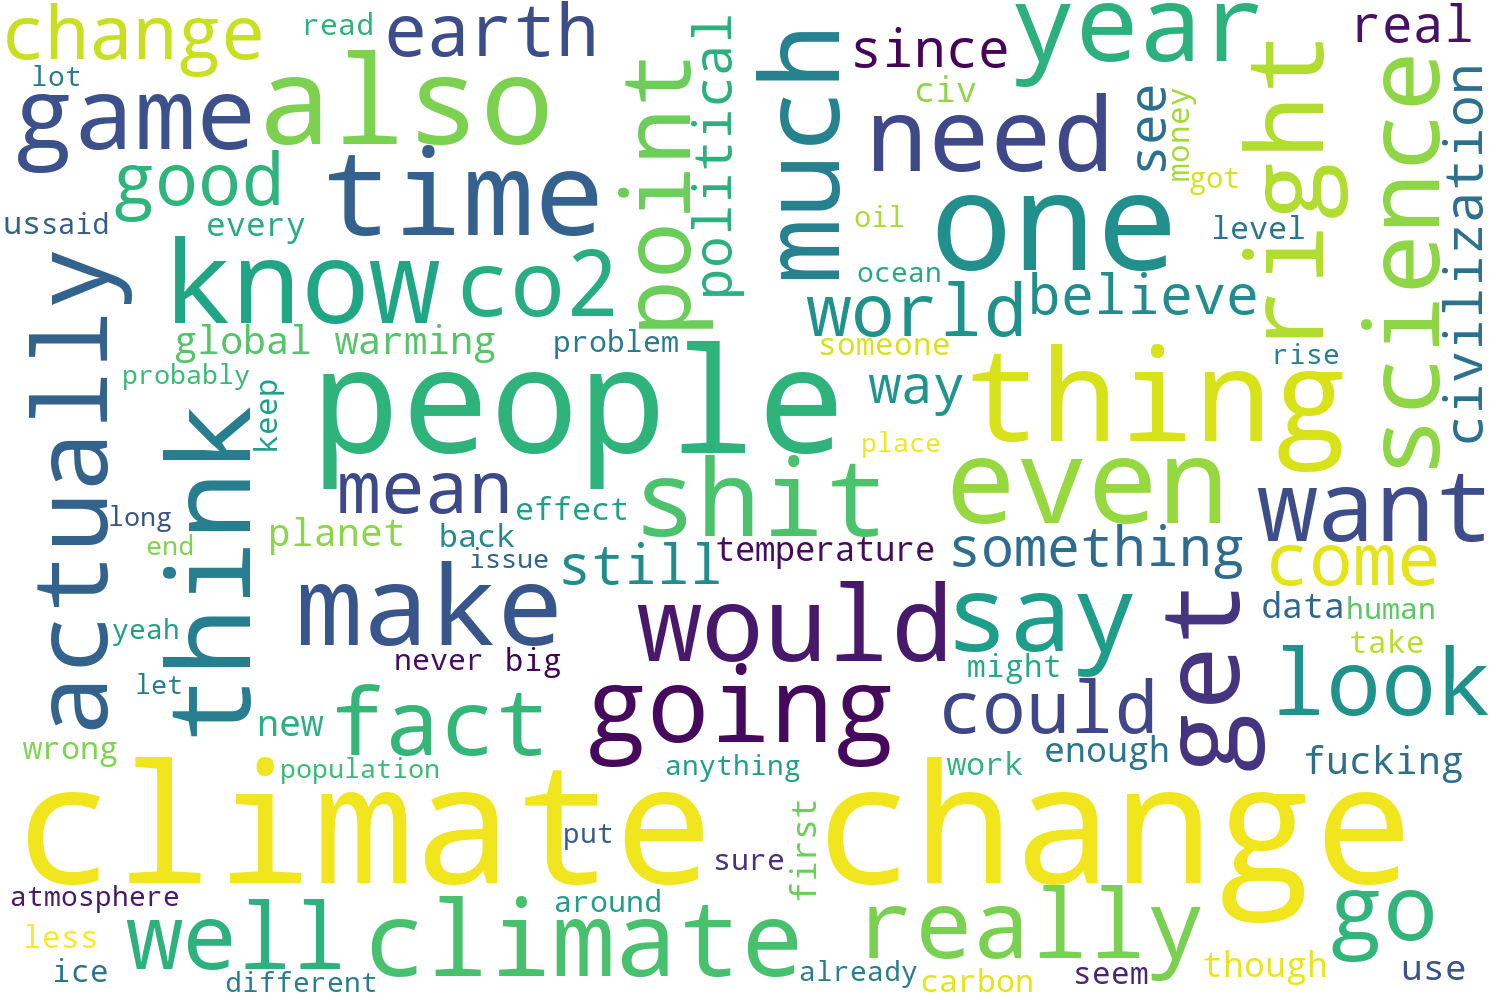 change
read
earth
lot
game
also
good
time
ussaid
every
know
co2
point
political
much
since
year
real
civ
need
see
money
right
science
civilization
got
one
oil
level
ocean
world
believe
actually
global warming
problem
someone
rise
probably
keep
think
people
way
thing
place
mean
effect
shit
even
want
long
planet
back
end
issue
still
temperature
something
come
make
would
say
get
data
human
yeah
take
never
big
might
look
let
going
could
new
fact
wrong
enough
fucking
population
anything
work
climate change
put
sure
first
atmosphere
around
well
climate
really
go
less
ice
different
already
carbon
seem
though
use